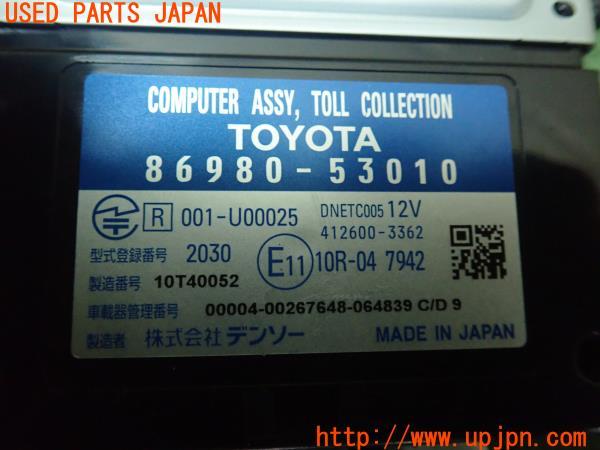 USED PARTS JAPAN
COMPUTER ASSY, TOLL COLLECTION
TOYOTA
86980-53010
R 001-U00025 DNETC005 12V
412600-3362
型式登録番号 2030 E11 10R-04 7942
製造番号 10T40052
車載器管理番号 00004-00267648-064839 C/D 9
製造者 株式会社デンソー MADE IN JAPAN
http://www.upjpn.com